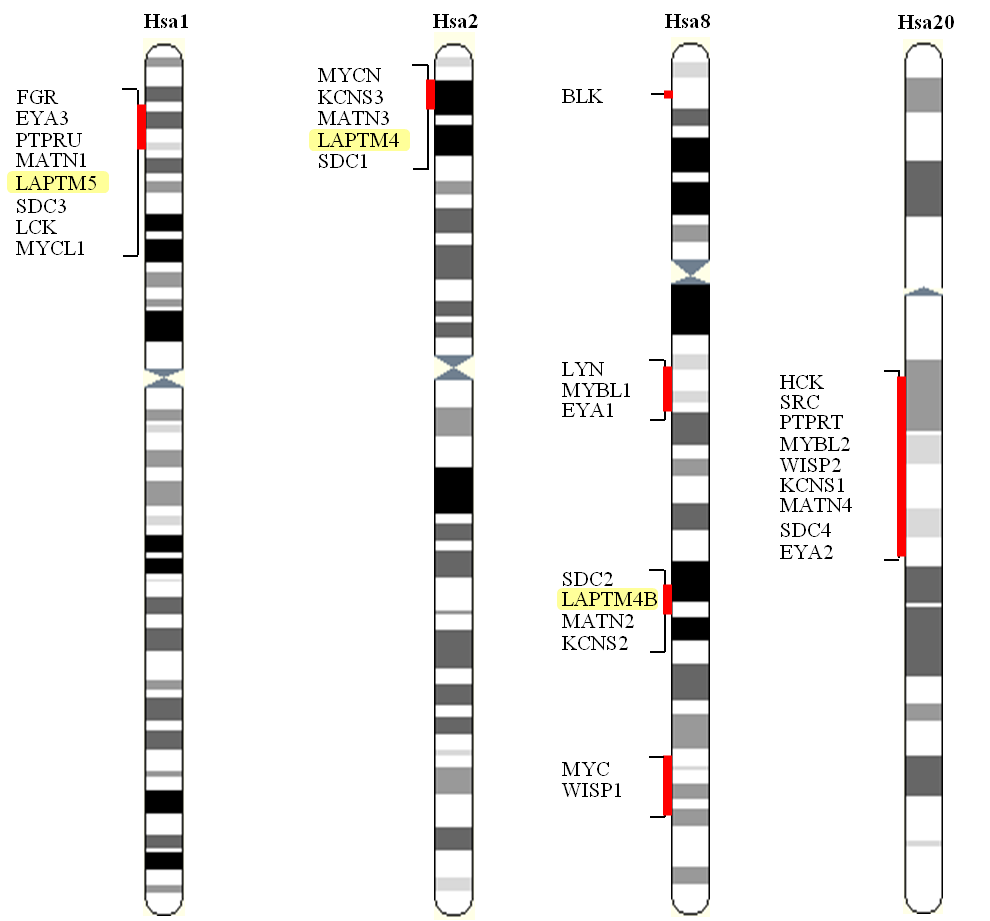 Hsa1
FGR
EYA3
PTPRU
MATN1
LAPTM5
SDC3
LCK
MYCL1
Hsa2
MYCN
KCNS3
MATN3
LAPTM4
SDC1
Hsa8
BLK
LYN
MYBL1
EYA1
SDC2
LAPTM4B
MATN2
KCNS2
MYC
WISP1
Hsa20
HCK
SRC
PTPRT
MYBL2
WISP2
KCNS1
MATN4
SDC4
EYA2